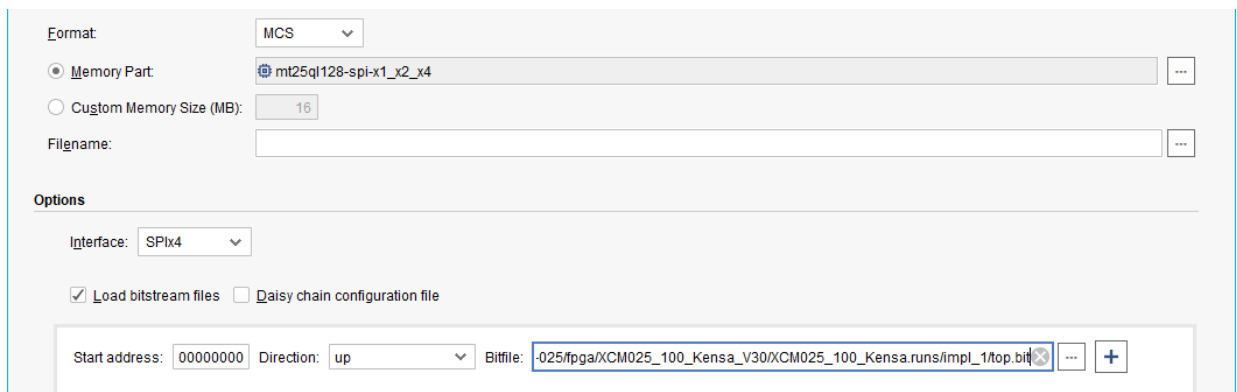 Format: MCS
Memory Part: mt25ql128-spi-x1_x2_x4 ...
Custom Memory Size (MB): 16
Filename: ...
Options
Interface: SPIx4
Load bitstream files Daisy chain configuration file
Start address: 00000000 Direction: up Bitfile: -025/fpga/XCM025_100_Kensa_V30/XCM025_100_Kensa.runs/impl_1/top.bit ... +